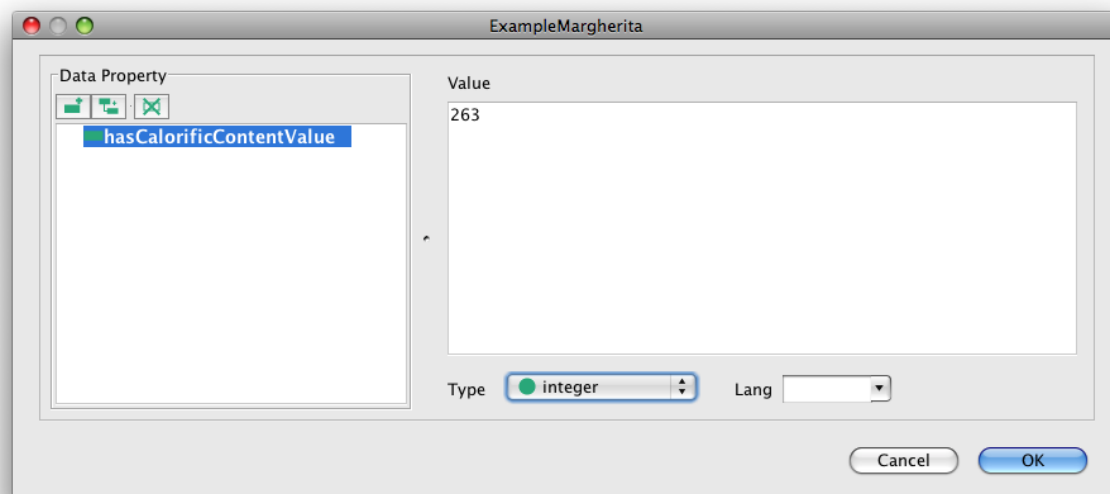 ExampleMargherita
Data Property
hasCalorificContentValue
Value
263
Type integer Lang
Cancel OK